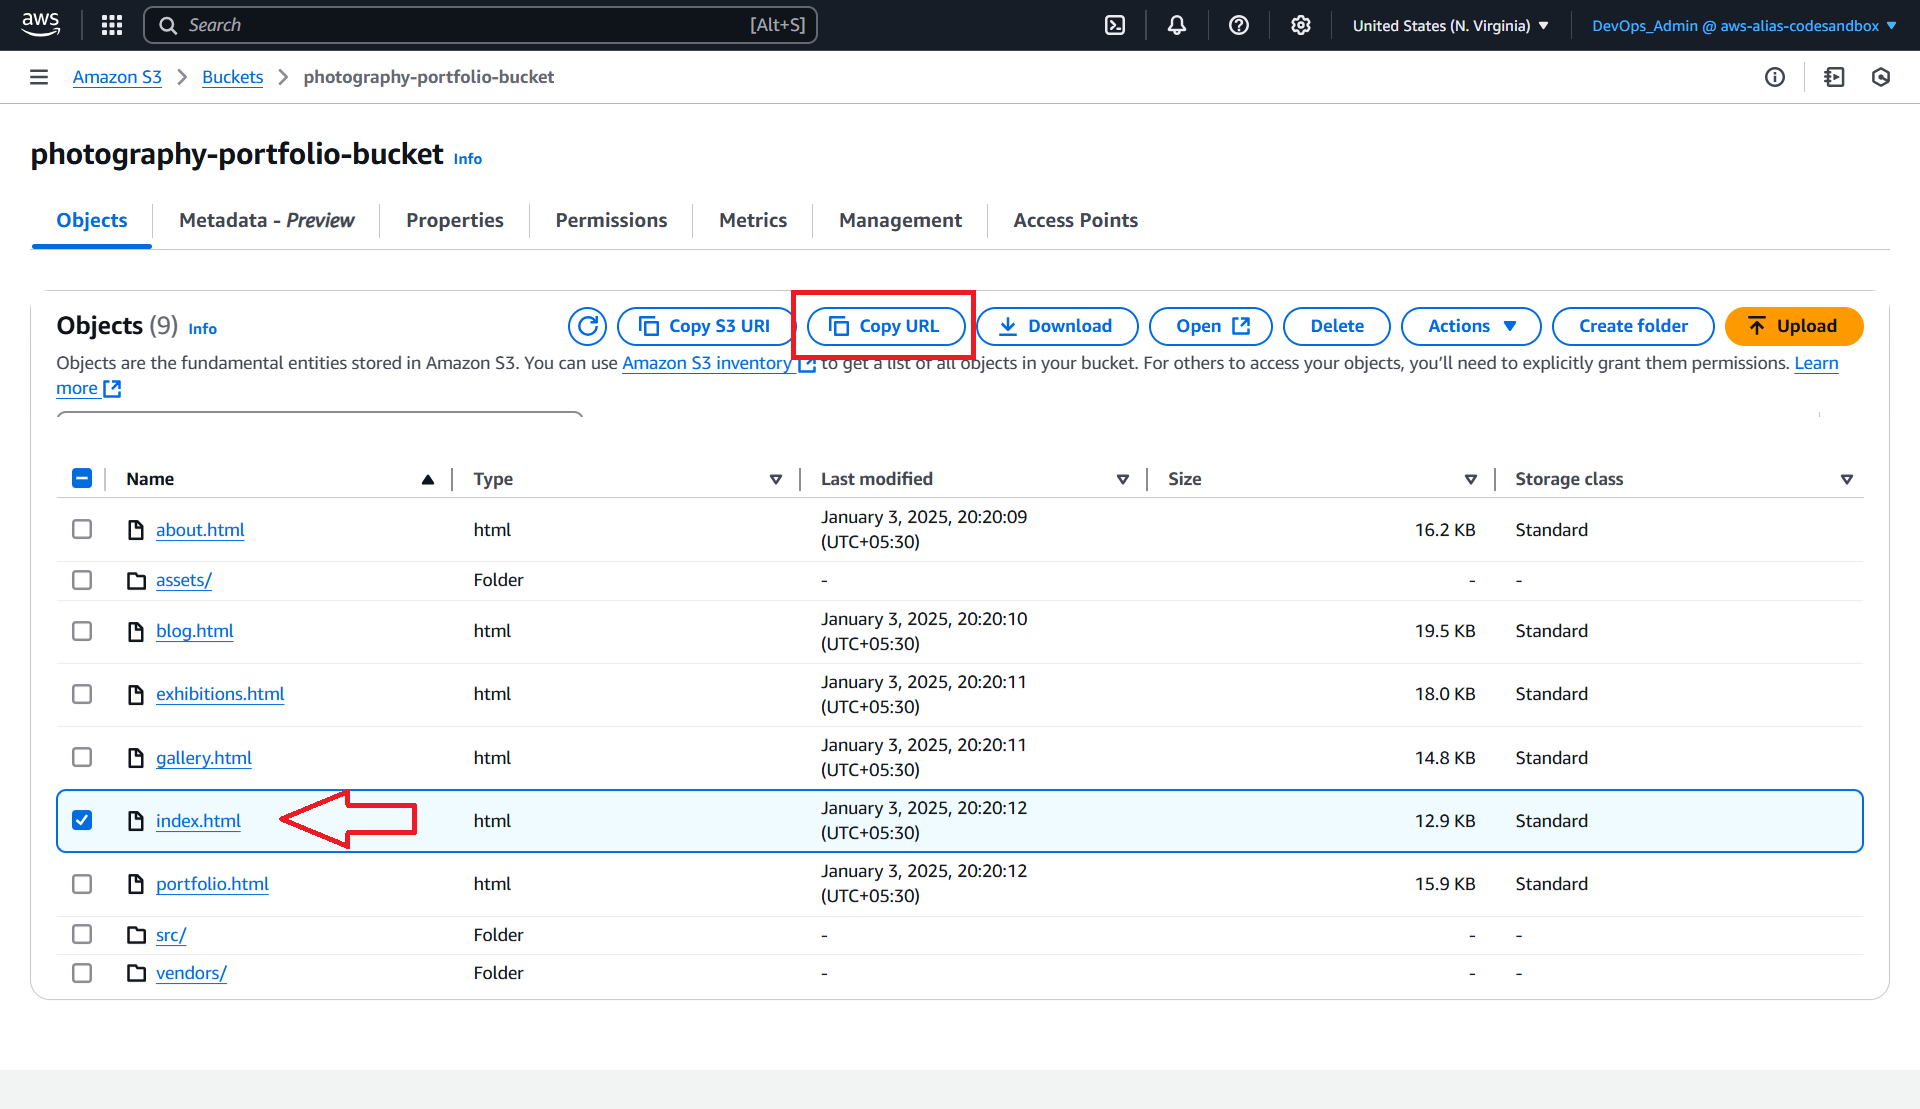 aws Search [Alt+S] United States (N. Virginia) DevOps_Admin @ aws-alias-codesandbox
Amazon S3 Buckets photography-portfolio-bucket
photography-portfolio-bucket Info
Objects Metadata - Preview Properties Permissions Metrics Management Access Points
Objects (9) Info Copy S3 URI Copy URL Download Open Delete Actions Create folder Upload
Objects are the fundamental entities stored in Amazon S3. You can use Amazon S3 inventory to get a list of all objects in your bucket. For others to access your objects, you’ll need to explicitly grant them permissions. Learn
more
Name Type Last modified Size Storage class
about.html html January 3, 2025, 20:20:09 (UTC+05:30) 16.2 KB Standard
assets/ Folder - - -
blog.html html January 3, 2025, 20:20:10 (UTC+05:30) 19.5 KB Standard
exhibitions.html html January 3, 2025, 20:20:11 (UTC+05:30) 18.0 KB Standard
gallery.html html January 3, 2025, 20:20:11 (UTC+05:30) 14.8 KB Standard
index.html html January 3, 2025, 20:20:12 (UTC+05:30) 12.9 KB Standard
portfolio.html html January 3, 2025, 20:20:12 (UTC+05:30) 15.9 KB Standard
src/ Folder - - -
vendors/ Folder - - -